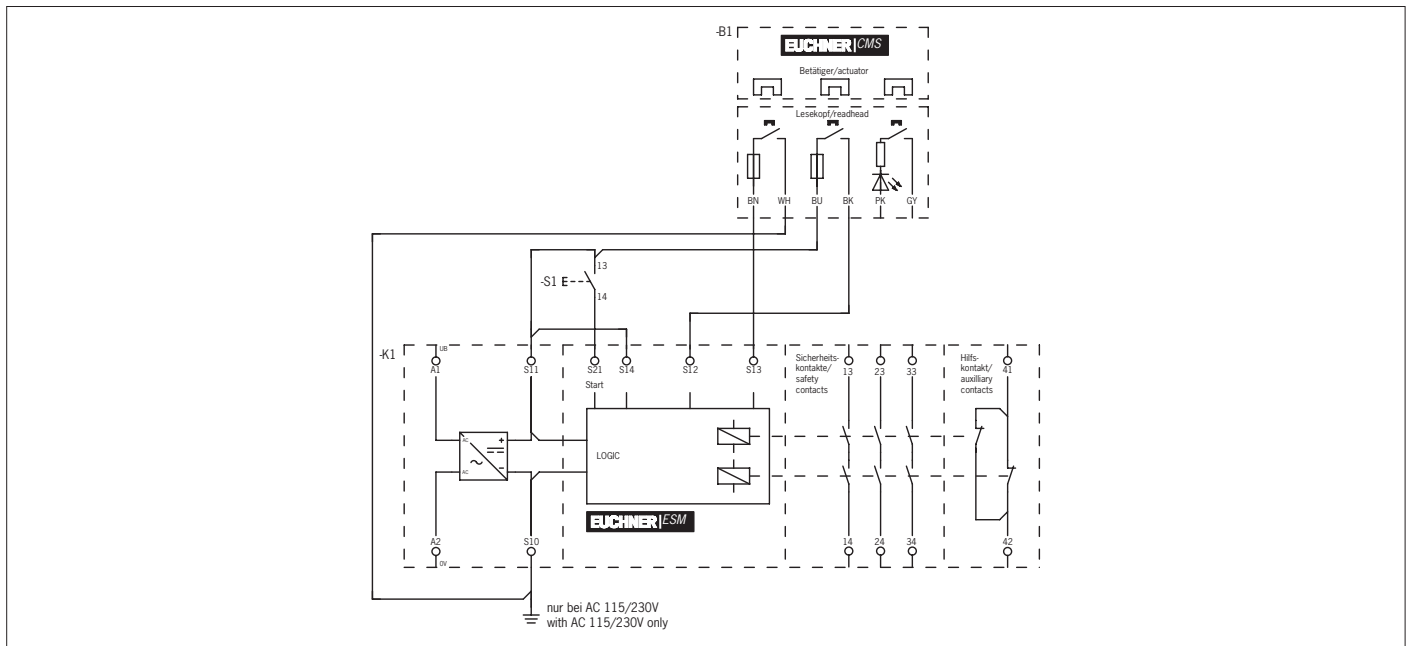 -B1
EUCHNER CMS
Betätiger/actuator
Lesekopf/readhead
BN WH BU BK PK GY
13
-S1 E
14
-K1
UB
A1 S11 S21 S14 S12 S13
Start
Sicherheits-
kontakte/
safety
contacts
13 23 33
Hilfs-
kontakt/
auxilliary
contacts
41
AC + 
AC -
LOGIC
EUCHNER ESM
A2 S10 14 24 34 42
0V
nur bei AC 115/230V
with AC 115/230V only